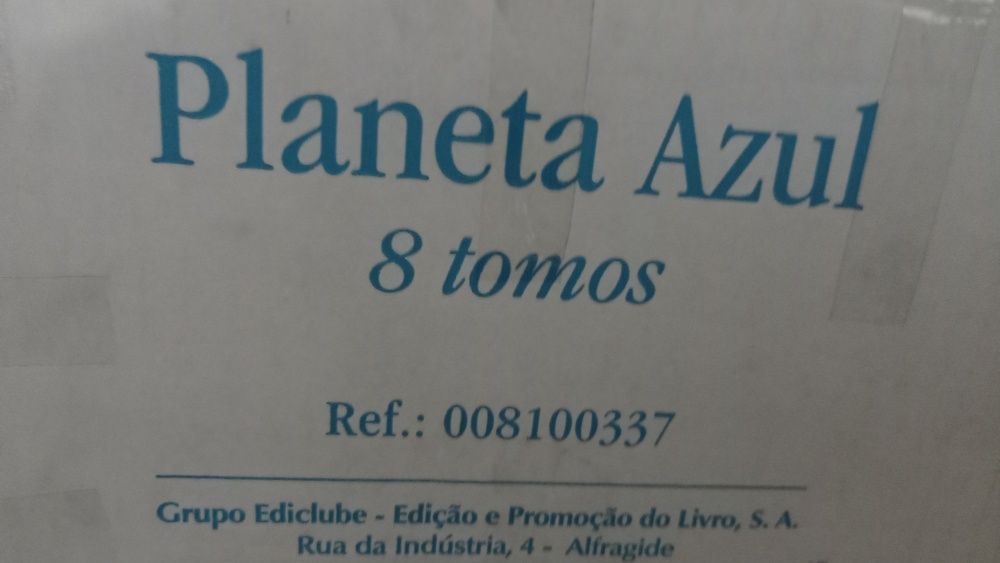 Planeta Azul
8 tomos
Ref.: 008100337
Grupo Ediclube - Edição e Promoção do Livro, S. A.
Rua da Indústria, 4 - Alfragide